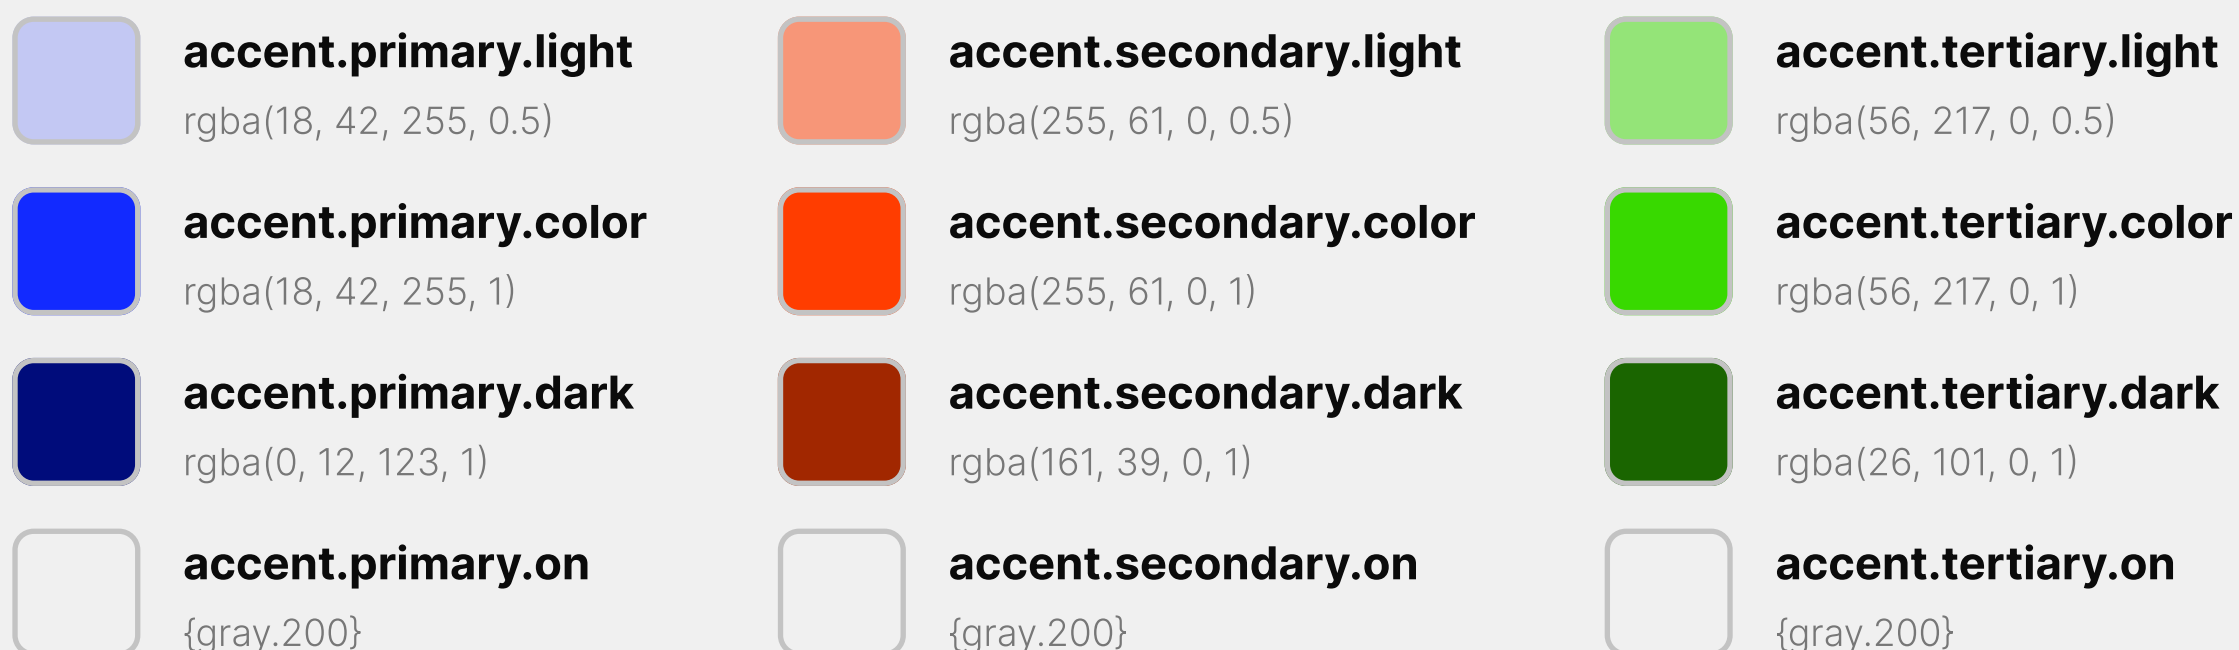 accent.primary.light
rgba(18, 42, 255, 0.5)
accent.primary.color
rgba(18, 42, 255, 1)
accent.primary.dark
rgba(0, 12, 123, 1)
accent.primary.on
{gray.200}
accent.secondary.light
rgba(255, 61, 0, 0.5)
accent.secondary.color
rgba(255, 61, 0, 1)
accent.secondary.dark
rgba(161, 39, 0, 1)
accent.secondary.on
{gray.200}
accent.tertiary.light
rgba(56, 217, 0, 0.5)
accent.tertiary.color
rgba(56, 217, 0, 1)
accent.tertiary.dark
rgba(26, 101, 0, 1)
accent.tertiary.on
{gray.200}